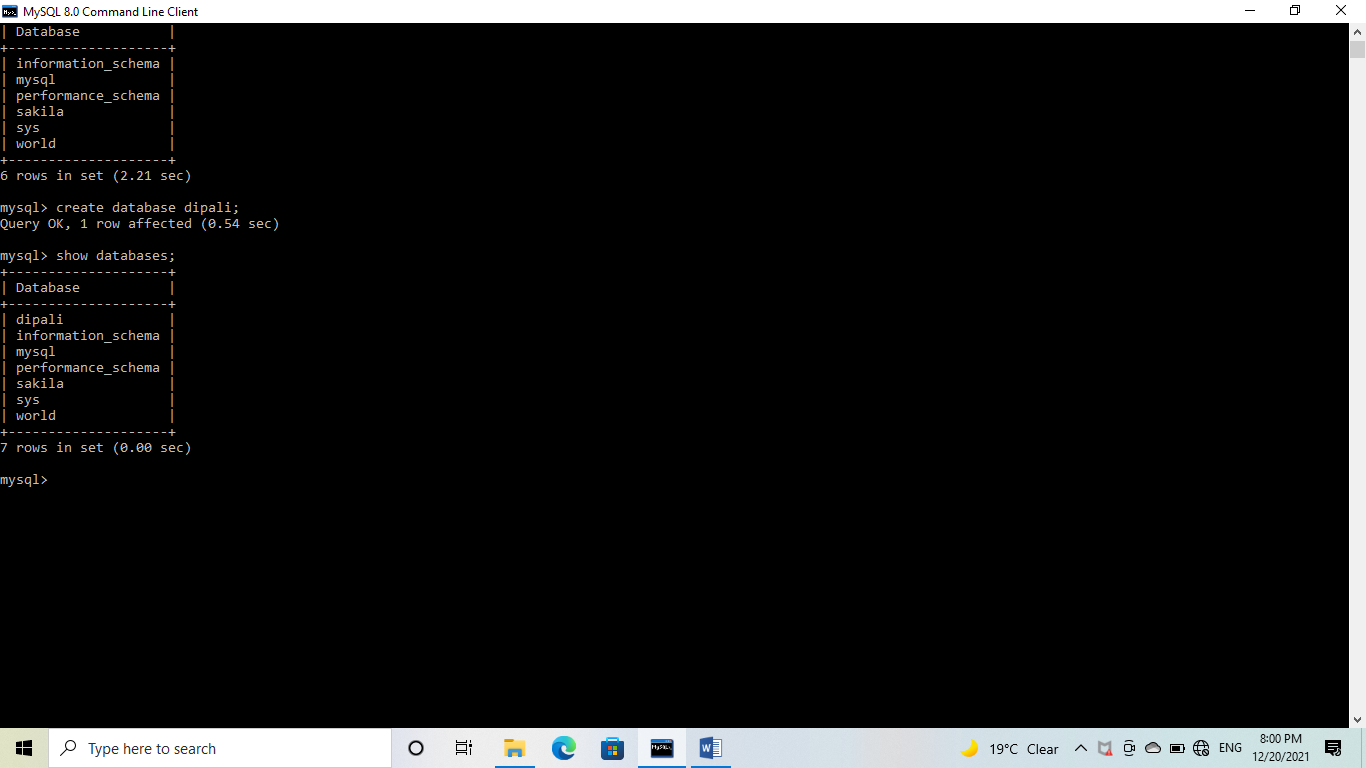 MySQL 8.0 Command Line Client
| Database           |
+--------------------+
| information_schema |
| mysql              |
| performance_schema |
| sakila             |
| sys                |
| world              |
+--------------------+
6 rows in set (2.21 sec)
mysql> create database dipali;
Query OK, 1 row affected (0.54 sec)
mysql> show databases;
+--------------------+
| Database           |
+--------------------+
| dipali             |
| information_schema |
| mysql              |
| performance_schema |
| sakila             |
| sys                |
| world              |
+--------------------+
7 rows in set (0.00 sec)
mysql>
Type here to search
19°C Clear
ENG
8:00 PM
12/20/2021